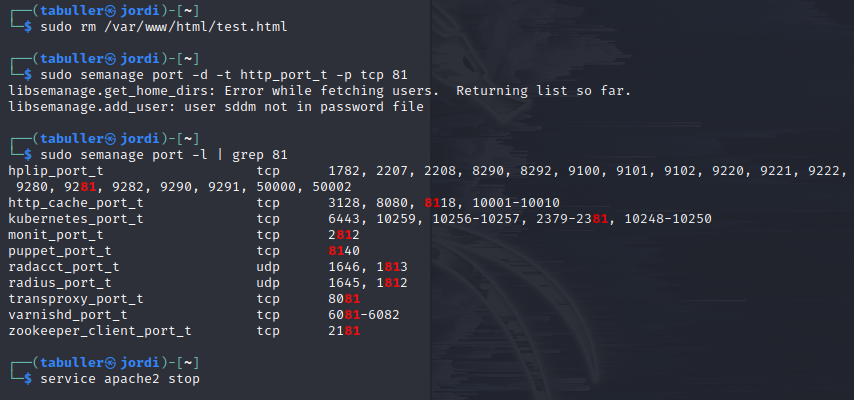 ┌──(tabuller㉿jordi)-[~]
└─$ sudo rm /var/www/html/test.html
┌──(tabuller㉿jordi)-[~]
└─$ sudo semanage port -d -t http_port_t -p tcp 81
libsemanage.get_home_dirs: Error while fetching users.  Returning list so far.
libsemanage.add_user: user sddm not in password file
┌──(tabuller㉿jordi)-[~]
└─$ sudo semanage port -l | grep 81
hplip_port_t                   tcp      1782, 2207, 2208, 8290, 8292, 9100, 9101, 9102, 9220, 9221, 9222,
 9280, 9281, 9282, 9290, 9291, 50000, 50002
http_cache_port_t              tcp      3128, 8080, 8118, 10001-10010
kubernetes_port_t              tcp      6443, 10259, 10256-10257, 2379-2381, 10248-10250
monit_port_t                   tcp      2812
puppet_port_t                  tcp      8140
radacct_port_t                 udp      1646, 1813
radius_port_t                  udp      1645, 1812
transproxy_port_t              tcp      8081
varnishd_port_t                tcp      6081-6082
zookeeper_client_port_t        tcp      2181
┌──(tabuller㉿jordi)-[~]
└─$ service apache2 stop